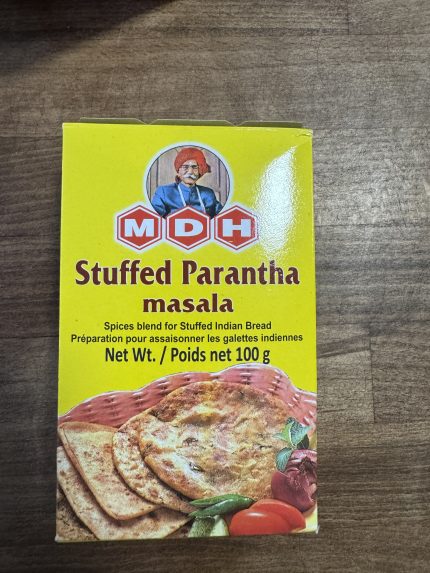 MDH
Stuffed Parantha
masala
Spices blend for Stuffed Indian Bread
Préparation pour assaisonner les galettes indiennes
Net Wt. / Poids net 100 g